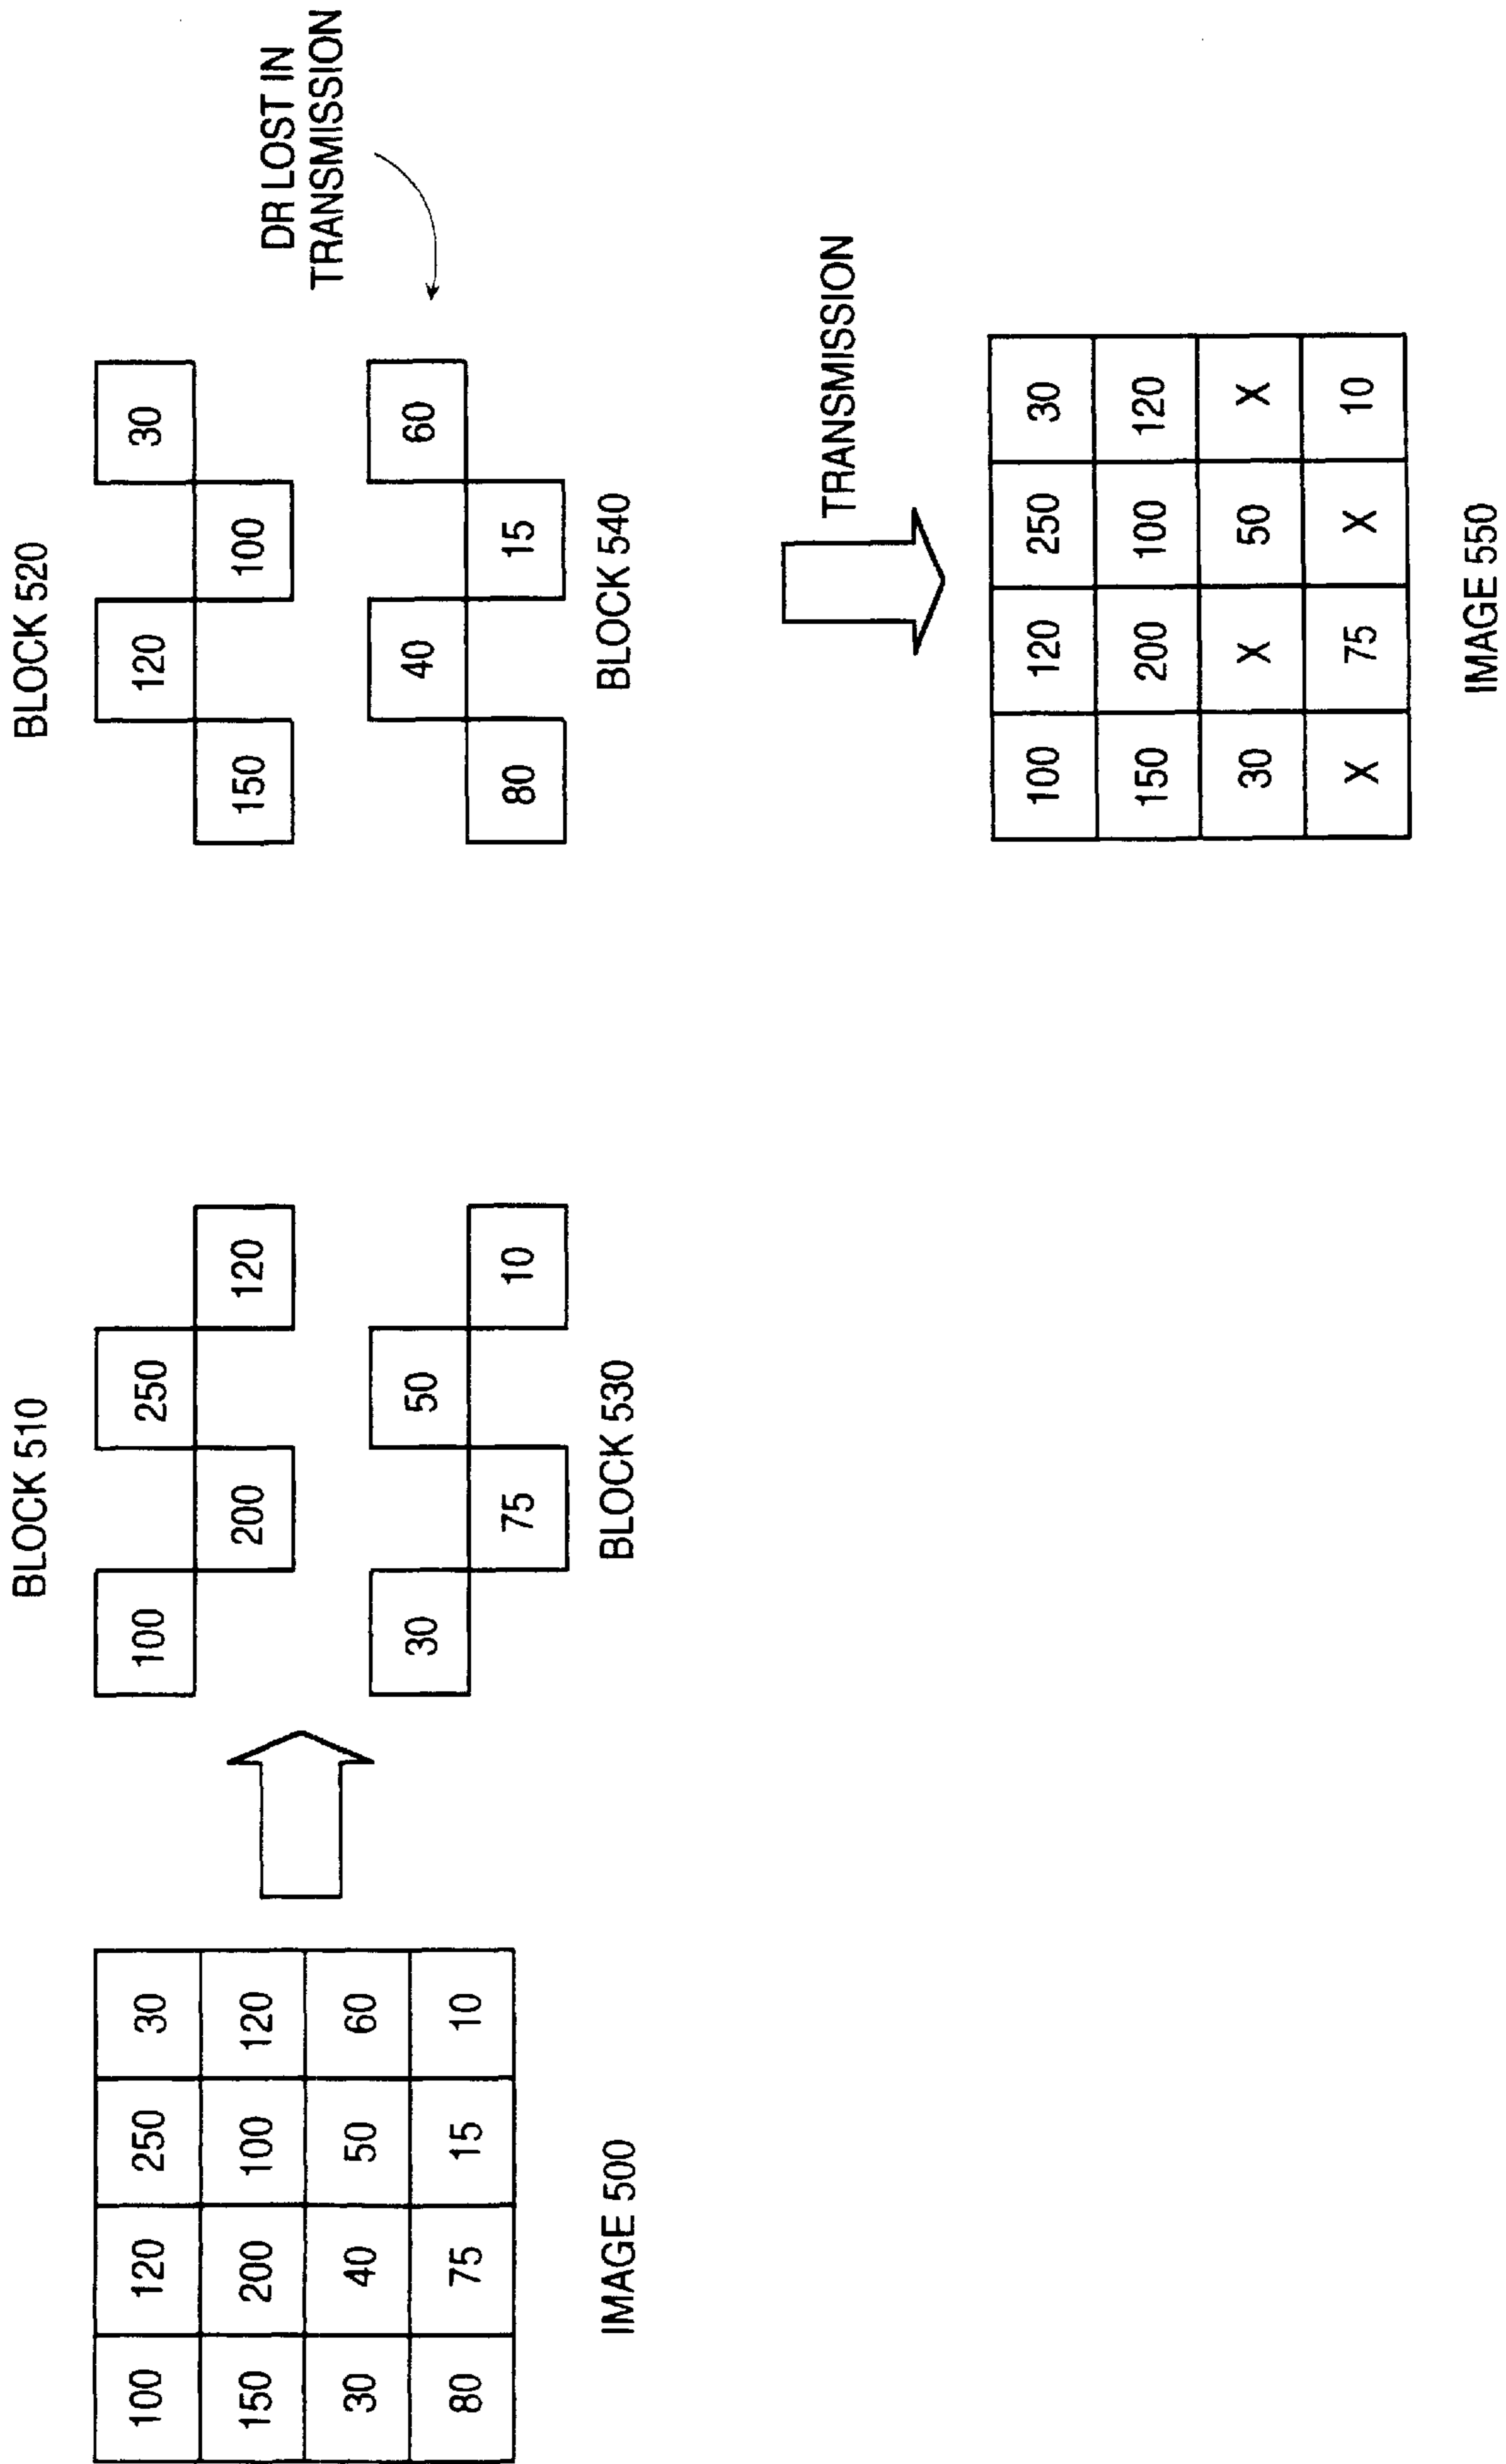 100 120 250 30
150 200 100 120
30 40 50 60
80 75 15 10
IMAGE 500
BLOCK 510
100 250
200 120
30 50
75 10
BLOCK 530
BLOCK 520
120 30
150 100
40 60
80 15
BLOCK 540
DR LOST IN
TRANSMISSION
TRANSMISSION
100 120 250 30
150 200 100 120
30 X 50 X
X 75 X 10
IMAGE 550